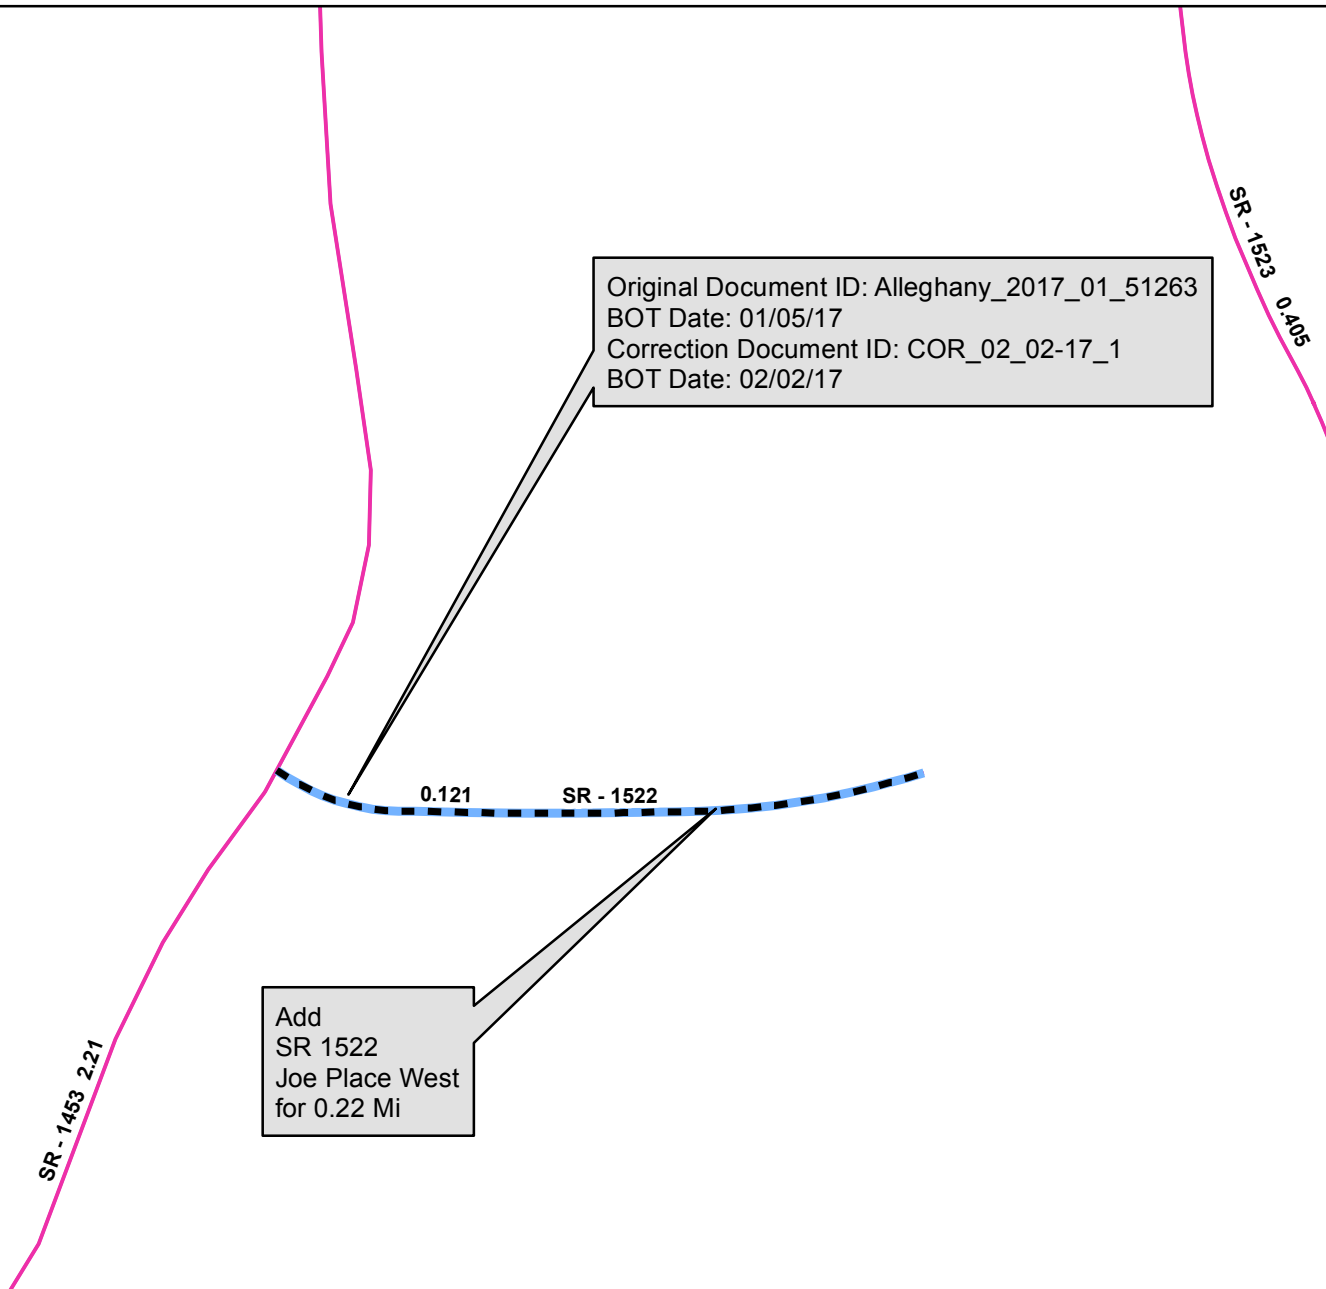 SR - 1523 0.405
Original Document ID: Alleghany_2017_01_51263
BOT Date: 01/05/17
Correction Document ID: COR_02_02-17_1
BOT Date: 02/02/17
0.121 SR - 1522
Add
SR 1522
Joe Place West
for 0.22 Mi
SR - 1453 2.21